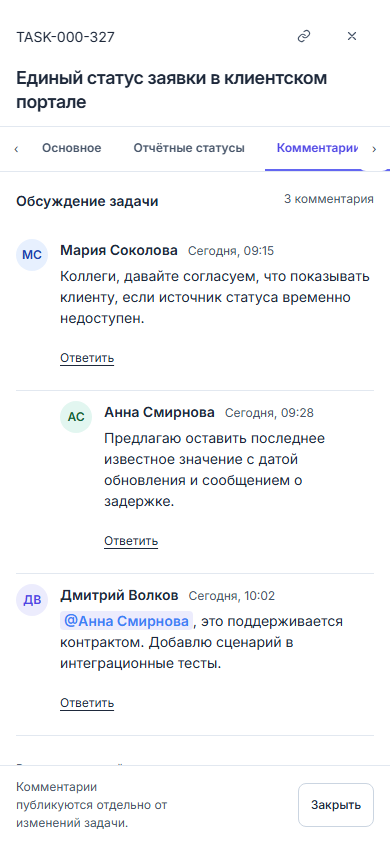 TASK-000-327
Единый статус заявки в клиентском
портале
Основное
Отчётные статусы
Комментарии
Обсуждение задачи
3 комментария
МС
Мария Соколова Сегодня, 09:15
Коллеги, давайте согласуем, что показывать
клиенту, если источник статуса временно
недоступен.
Ответить
АС
Анна Смирнова Сегодня, 09:28
Предлагаю оставить последнее
известное значение с датой
обновления и сообщением о
задержке.
Ответить
ДВ
Дмитрий Волков Сегодня, 10:02
@Анна Смирнова, это поддерживается
контрактом. Добавлю сценарий в
интеграционные тесты.
Ответить
Комментарии
публикуются отдельно от
изменений задачи.
Закрыть